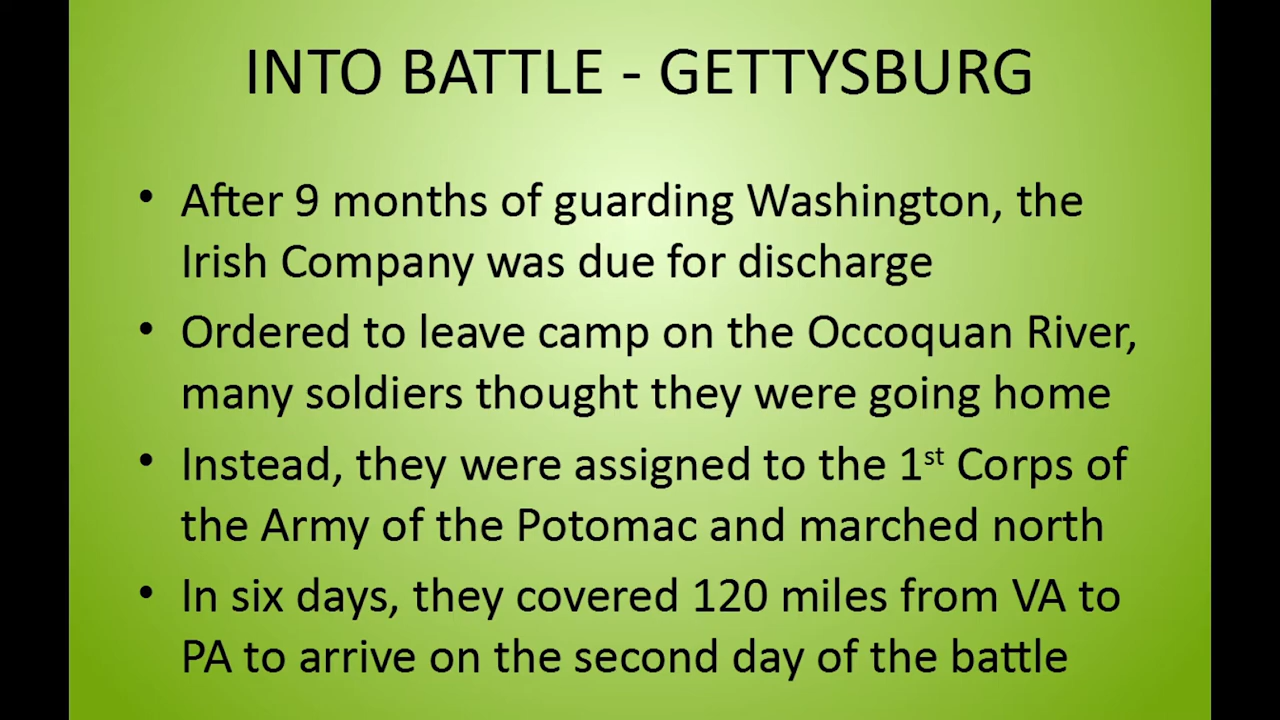 INTO BATTLE - GETTYSBURG
• After 9 months of guarding Washington, the
Irish Company was due for discharge
• Ordered to leave camp on the Occoquan River,
many soldiers thought they were going home
• Instead, they were assigned to the 1st Corps of
the Army of the Potomac and marched north
• In six days, they covered 120 miles from VA to
PA to arrive on the second day of the battle